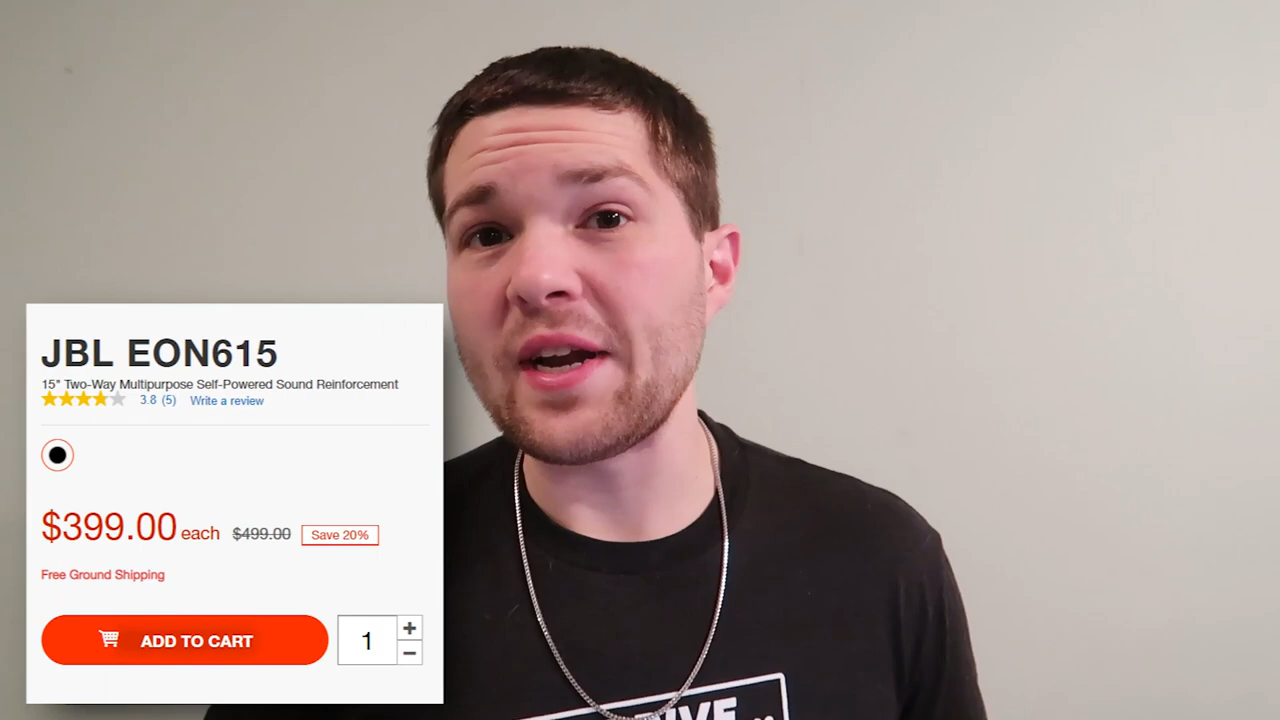 JBL EON615
15" Two-Way Multipurpose Self-Powered Sound Reinforcement
3.8 (5) Write a review
$399.00 each $499.00 Save 20%
Free Ground Shipping
ADD TO CART 1 + −